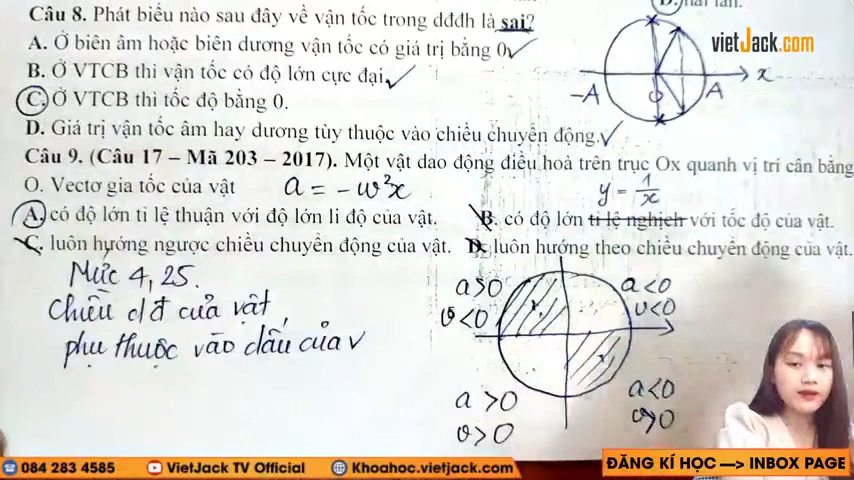 Câu 8. Phát biểu nào sau đây về vận tốc trong dđđh là sai?
A. Ở biên âm hoặc biên dương vận tốc có giá trị bằng 0.
B. Ở VTCB thì vận tốc có độ lớn cực đại.
C. Ở VTCB thì tốc độ bằng 0.
D. Giá trị vận tốc âm hay dương tùy thuộc vào chiều chuyển động.
-A O A x
vietJack.com
Câu 9. (Câu 17 – Mã 203 – 2017). Một vật dao động điều hoà trên trục Ox quanh vị trí cân bằng
O. Vectơ gia tốc của vật a = -ω²x y = 1/x
A. có độ lớn tỉ lệ thuận với độ lớn li độ của vật. B. có độ lớn tỉ lệ nghịch với tốc độ của vật.
C. luôn hướng ngược chiều chuyển động của vật. D. luôn hướng theo chiều chuyển động của vật.
Mức 4,25.
Chiều cđ của vật,
phụ thuộc vào dấu của v
a>0 a<0
v<0 v<0
a>0 a<0
v>0 v>0
084 283 4585 VietJack TV Official Khoahoc.vietjack.com
ĐĂNG KÍ HỌC —> INBOX PAGE